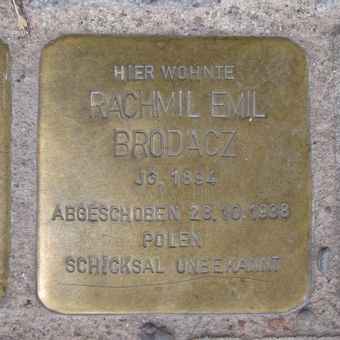 HIER WOHNTE
RACHMIL EMIL
BRODACZ
JG. 1894
ABGESCHOBEN 28.10.1938
POLEN
SCHICKSAL UNBEKANNT